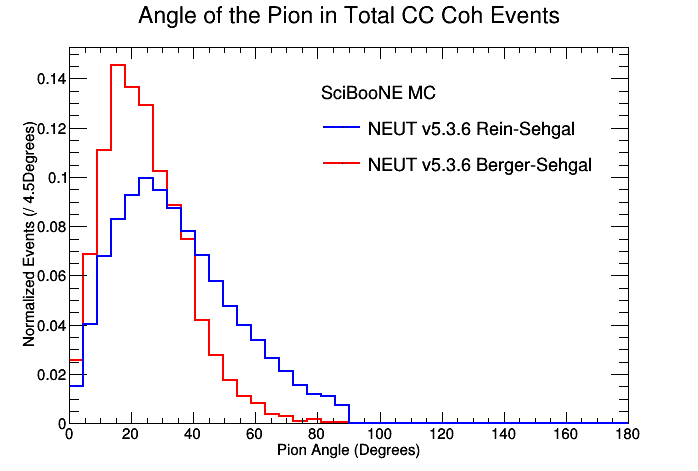 Angle of the Pion in Total CC Coh Events
Normalized Events (/ 4.5Degrees)
0.14
0.12
0.1
0.08
0.06
0.04
0.02
0
SciBooNE MC
NEUT v5.3.6 Rein-Sehgal
NEUT v5.3.6 Berger-Sehgal
0 20 40 60 80 100 120 140 160 180
Pion Angle (Degrees)